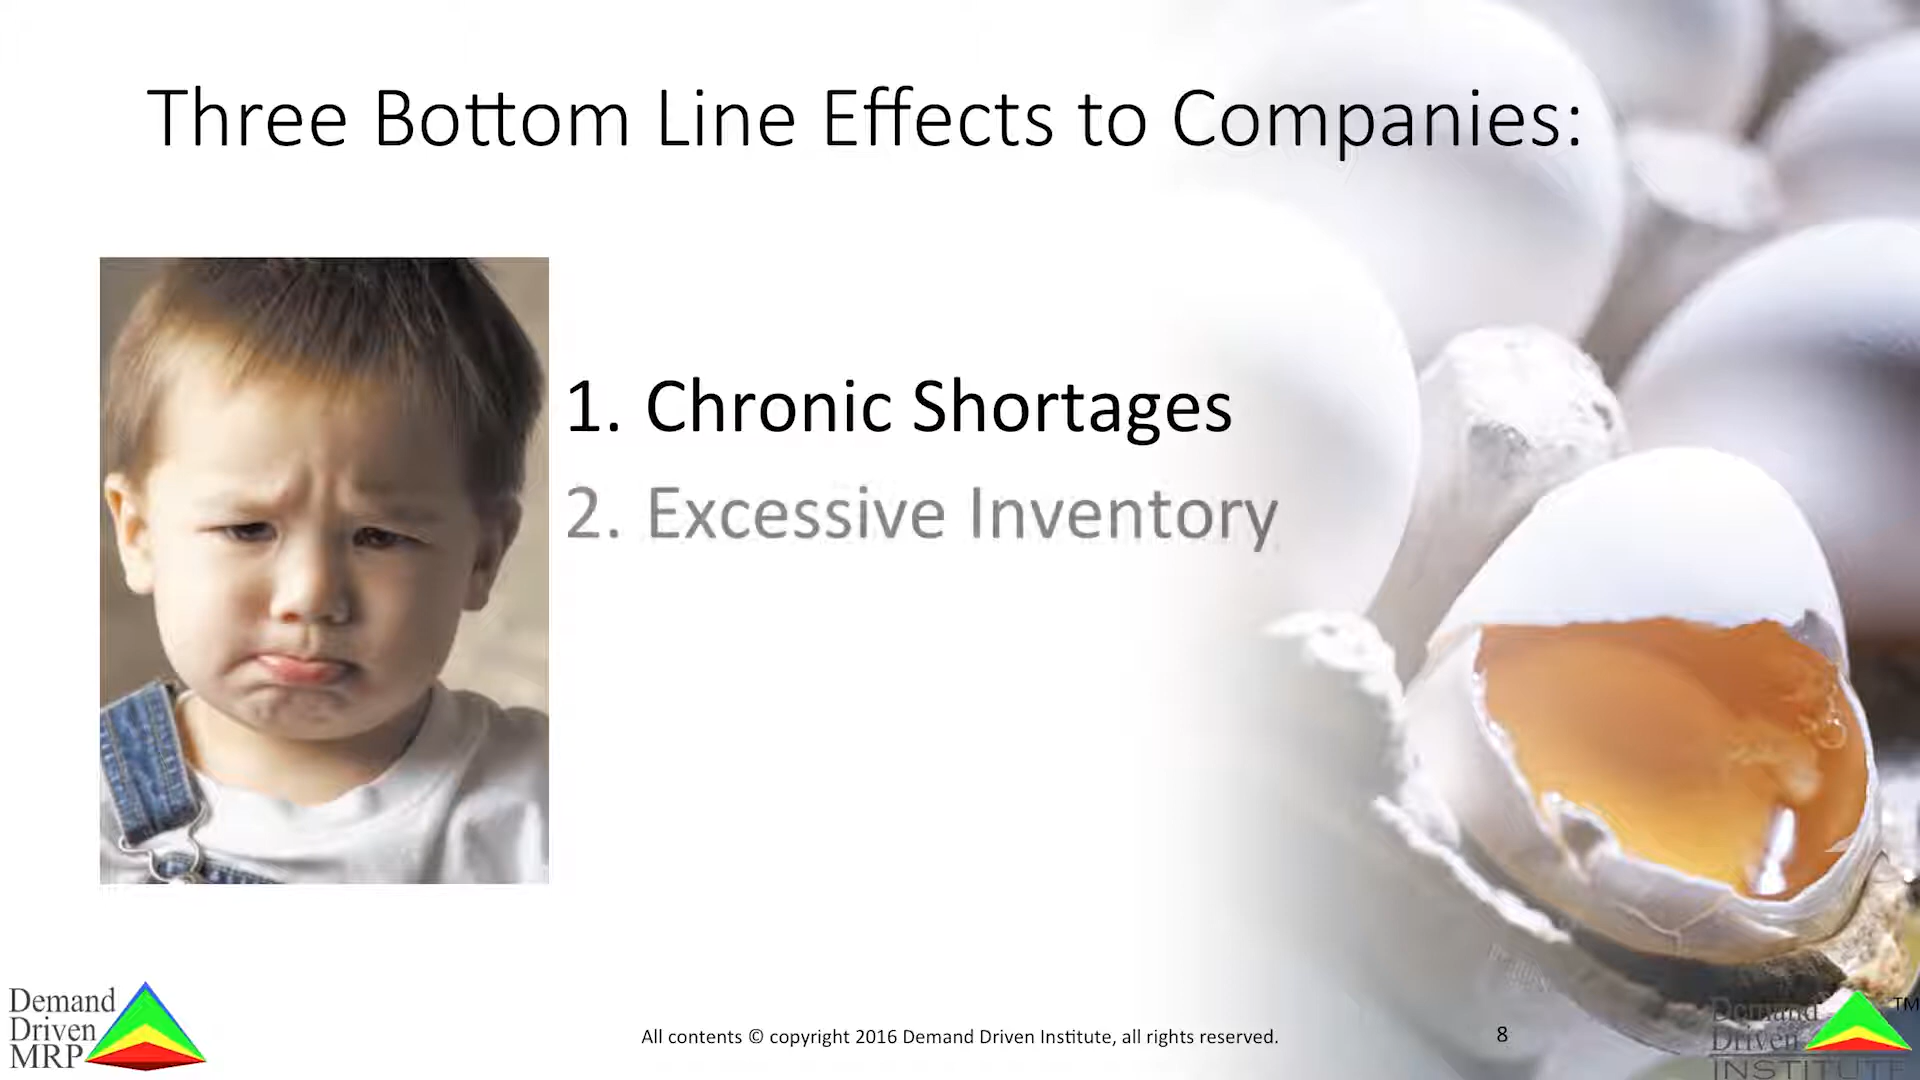 Three Bottom Line Effects to Companies:
1. Chronic Shortages
2. Excessive Inventory
Demand
Driven
MRP
All contents © copyright 2016 Demand Driven Institute, all rights reserved.
8
Demand
Driven
INSTITUTE
TM